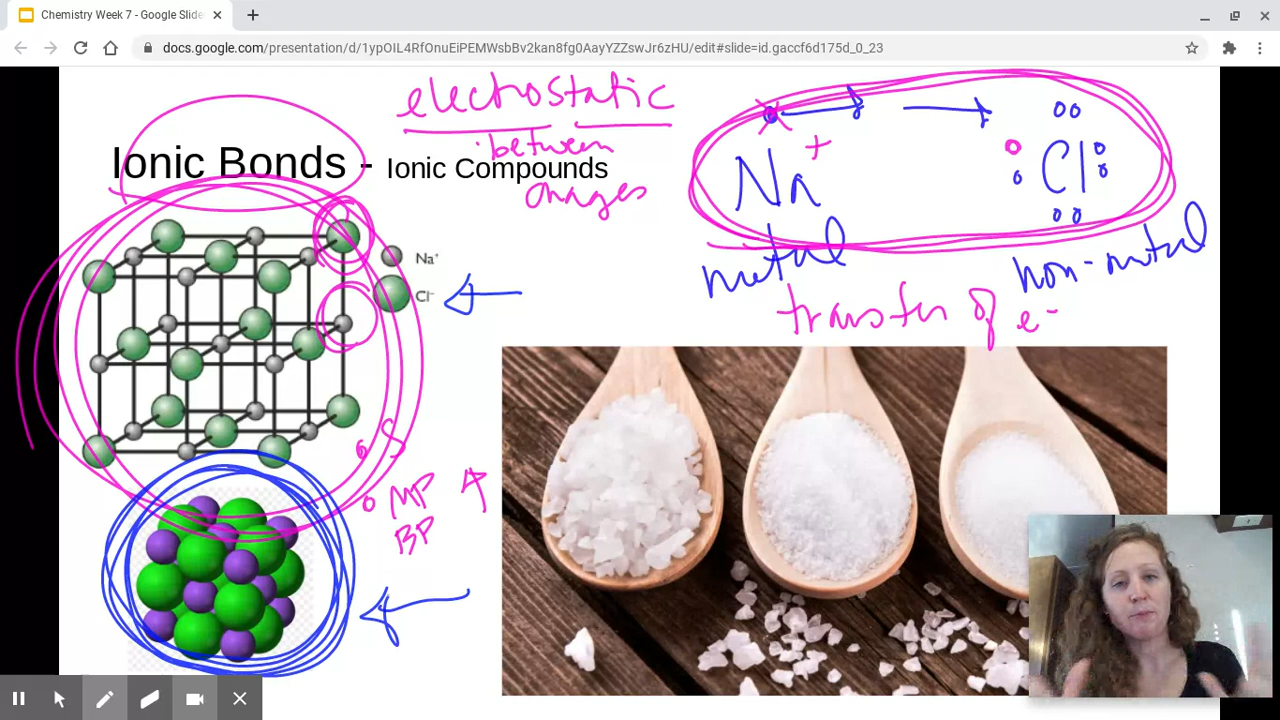 Chemistry Week 7 - Google Slide
docs.google.com/presentation/d/1ypOIL4RfOnuEiPEMWsbBv2kan8fg0AayYZZswJr6zHU/edit#slide=id.gaccf6d175d_0_23
electrostatic
between
charges
Ionic Bonds - Ionic Compounds
Na+
Cl
metal
non-metal
transfer of e-
Na⁺
Cl⁻
S
MP
BP